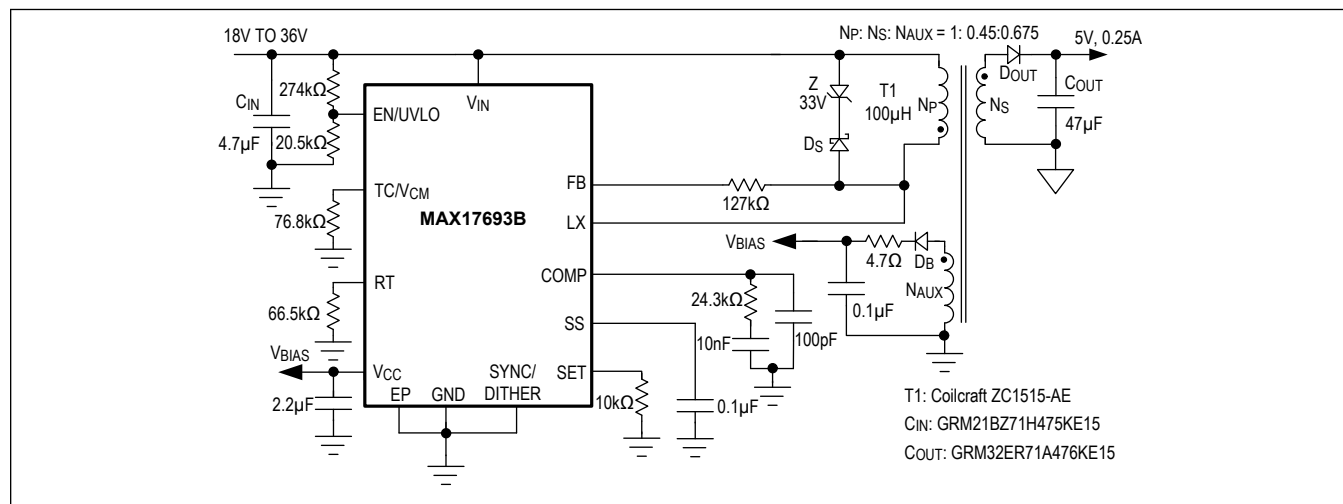 18V TO 36V
NP: NS: NAUX = 1: 0.45:0.675
5V, 0.25A
CIN
4.7µF
274kΩ
20.5kΩ
EN/UVLO
VIN
Z
33V
DS
T1
100µH
NP
NS
DOUT
COUT
47µF
TC/VCM
76.8kΩ
MAX17693B
FB
127kΩ
LX
RT
66.5kΩ
COMP
24.3kΩ
10nF
100pF
VBIAS
4.7Ω
DB
NAUX
0.1µF
SS
0.1µF
VBIAS
VCC
2.2µF
EP
GND
SYNC/
DITHER
SET
10kΩ
T1: Coilcraft ZC1515-AE
CIN: GRM21BZ71H475KE15
COUT: GRM32ER71A476KE15